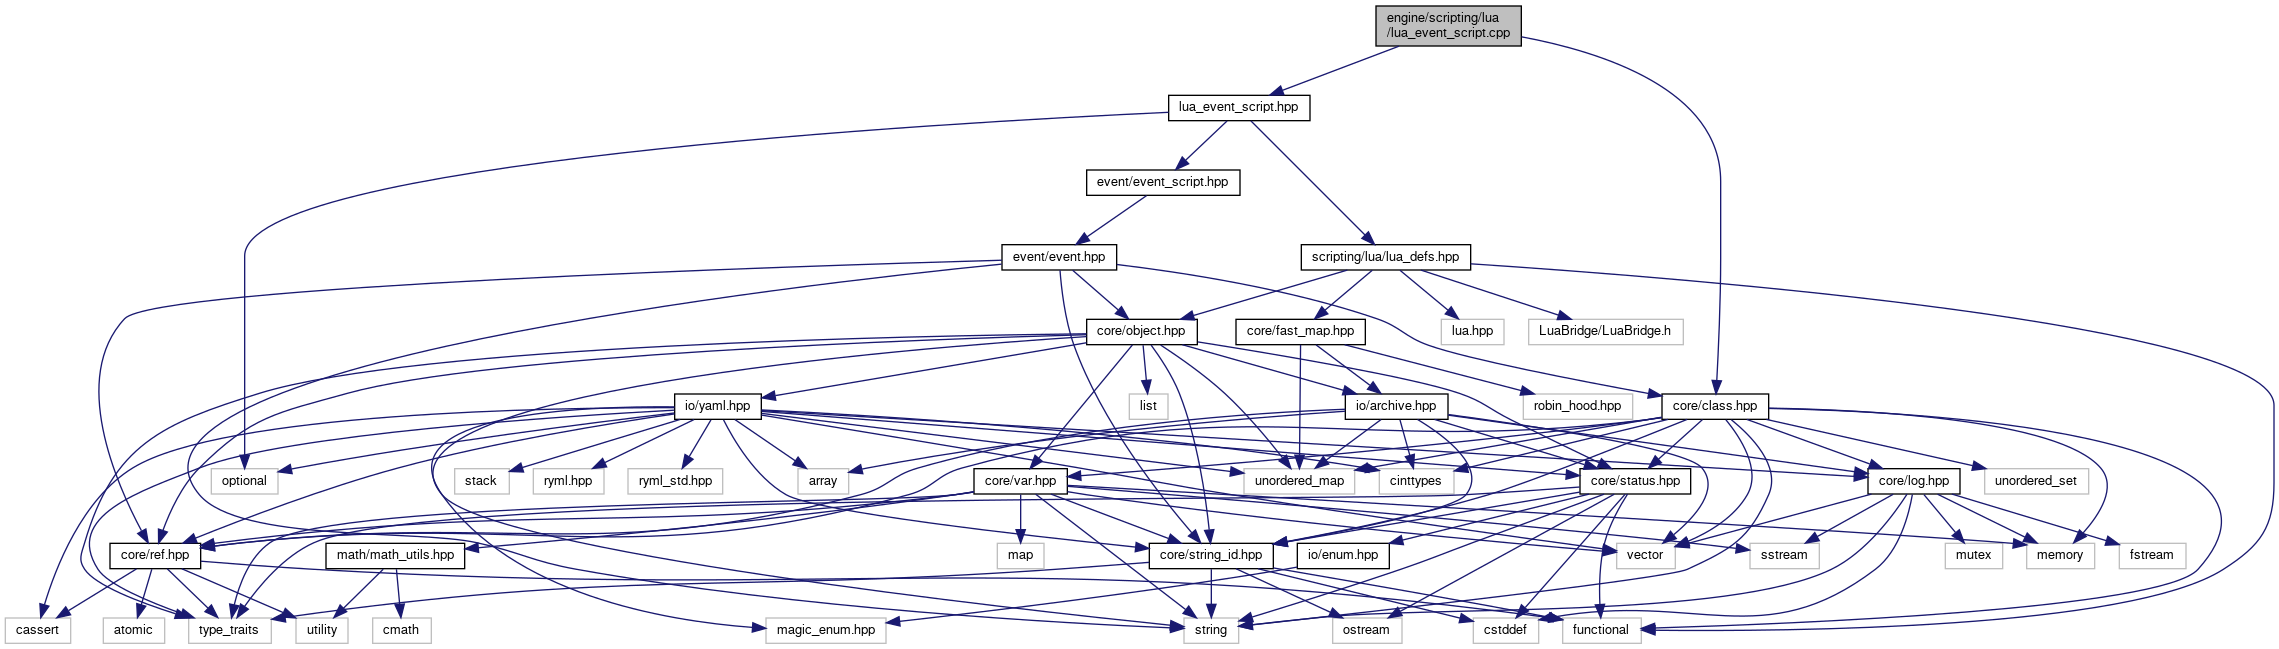 engine/scripting/lua
/lua_event_script.cpp
lua_event_script.hpp
event/event_script.hpp
event/event.hpp
scripting/lua/lua_defs.hpp
core/object.hpp
core/fast_map.hpp
lua.hpp
LuaBridge/LuaBridge.h
io/yaml.hpp
list
io/archive.hpp
robin_hood.hpp
core/class.hpp
optional
stack
ryml.hpp
ryml_std.hpp
array
core/var.hpp
unordered_map
cinttypes
core/status.hpp
core/log.hpp
unordered_set
core/ref.hpp
math/math_utils.hpp
map
core/string_id.hpp
io/enum.hpp
vector
sstream
mutex
memory
fstream
cassert
atomic
type_traits
utility
cmath
magic_enum.hpp
string
ostream
cstddef
functional